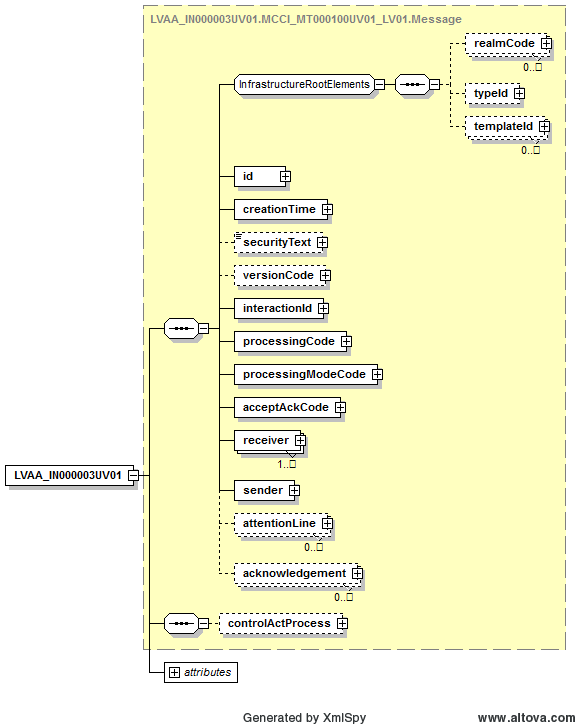 LVAA_IN000003UV01.MCCI_MT000100UV01_LV01.Message
InfrastructureRootElements
realmCode
0..□
typeId
templateId
0..□
id
creationTime
securityText
versionCode
interactionId
processingCode
processingModeCode
acceptAckCode
receiver
1..□
LVAA_IN000003UV01
sender
attentionLine
0..□
acknowledgement
0..□
controlActProcess
attributes
Generated by XmlSpy
www.altova.com